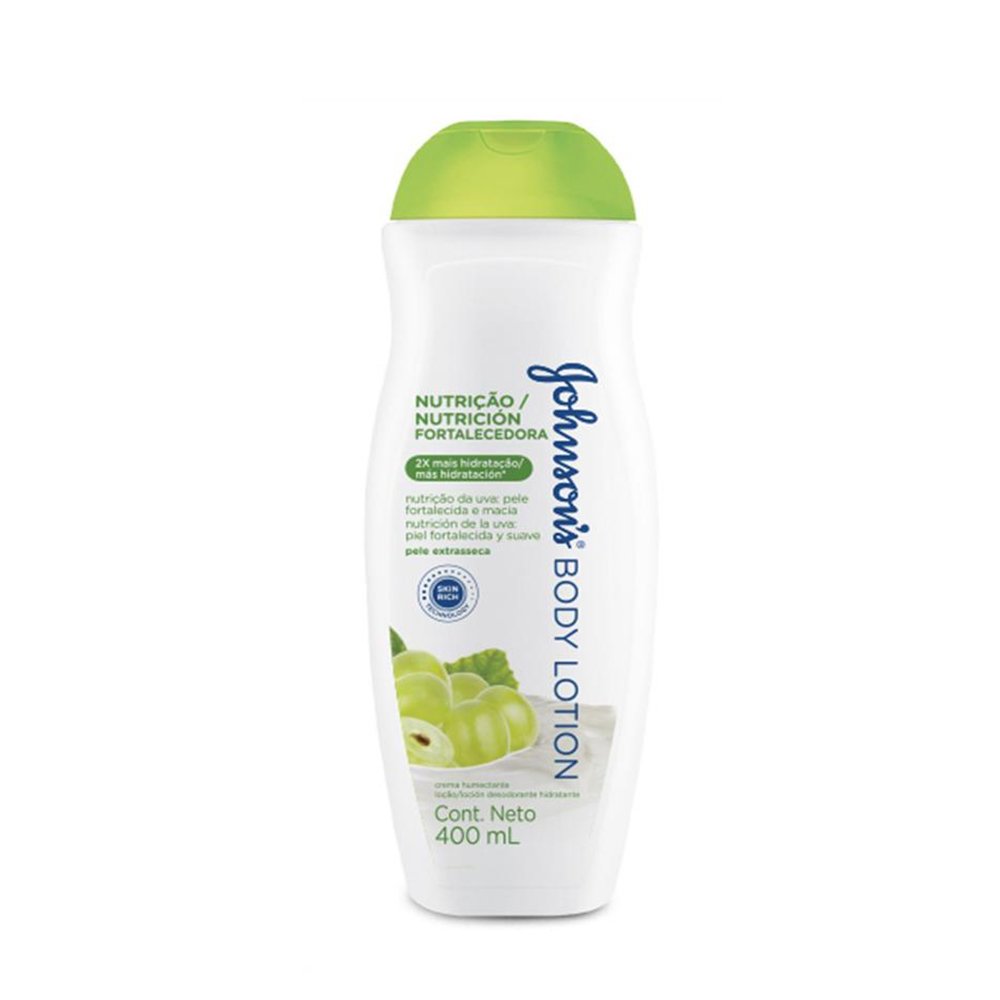 NUTRIÇÃO /
NUTRICIÓN
FORTALECEDORA
2X mais hidratação/
más hidratación*
nutrição da uva: pele
fortalecida e macia
nutrición de la uva:
piel fortalecida y suave
pele extrasseca
SKIN
RICH
TECHNOLOGY
Johnson's® BODY LOTION
crema humectante
loção/loción desodorante hidratante
Cont. Neto
400 mL